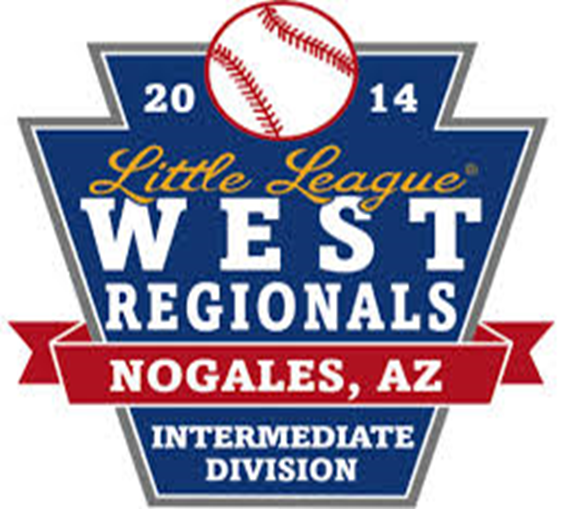 20 14
Little League®
WEST
REGIONALS
NOGALES, AZ
INTERMEDIATE
DIVISION